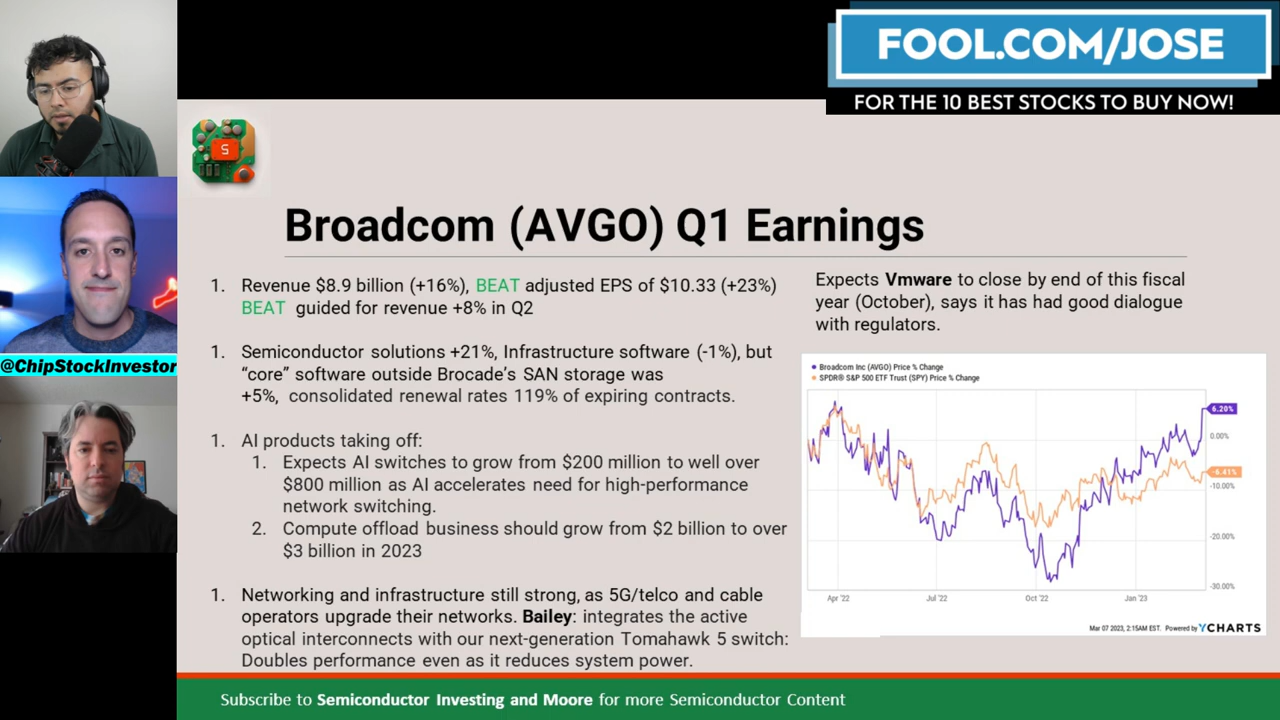 FOOL.COM/JOSE
FOR THE 10 BEST STOCKS TO BUY NOW!
S
Broadcom (AVGO) Q1 Earnings
1. Revenue $8.9 billion (+16%), BEAT adjusted EPS of $10.33 (+23%)
BEAT guided for revenue +8% in Q2
1. Semiconductor solutions +21%, Infrastructure software (-1%), but
“core” software outside Brocade’s SAN storage was
+5%, consolidated renewal rates 119% of expiring contracts.
1. AI products taking off:
1. Expects AI switches to grow from $200 million to well over
$800 million as AI accelerates need for high-performance
network switching.
2. Compute offload business should grow from $2 billion to over
$3 billion in 2023
1. Networking and infrastructure still strong, as 5G/telco and cable
operators upgrade their networks. Bailey: integrates the active
optical interconnects with our next-generation Tomahawk 5 switch:
Doubles performance even as it reduces system power.
Expects Vmware to close by end of this fiscal
year (October), says it has had good dialogue
with regulators.
Broadcom Inc (AVGO) Price % Change
SPDR® S&P 500 ETF Trust (SPY) Price % Change
6.20%
0.00%
-6.41%
-10.00%
-20.00%
-30.00%
Apr '22
Jul '22
Oct '22
Jan '23
Mar 07 2023, 2:15AM EST. Powered by YCHARTS
@ChipStockInvestor
Subscribe to Semiconductor Investing and Moore for more Semiconductor Content